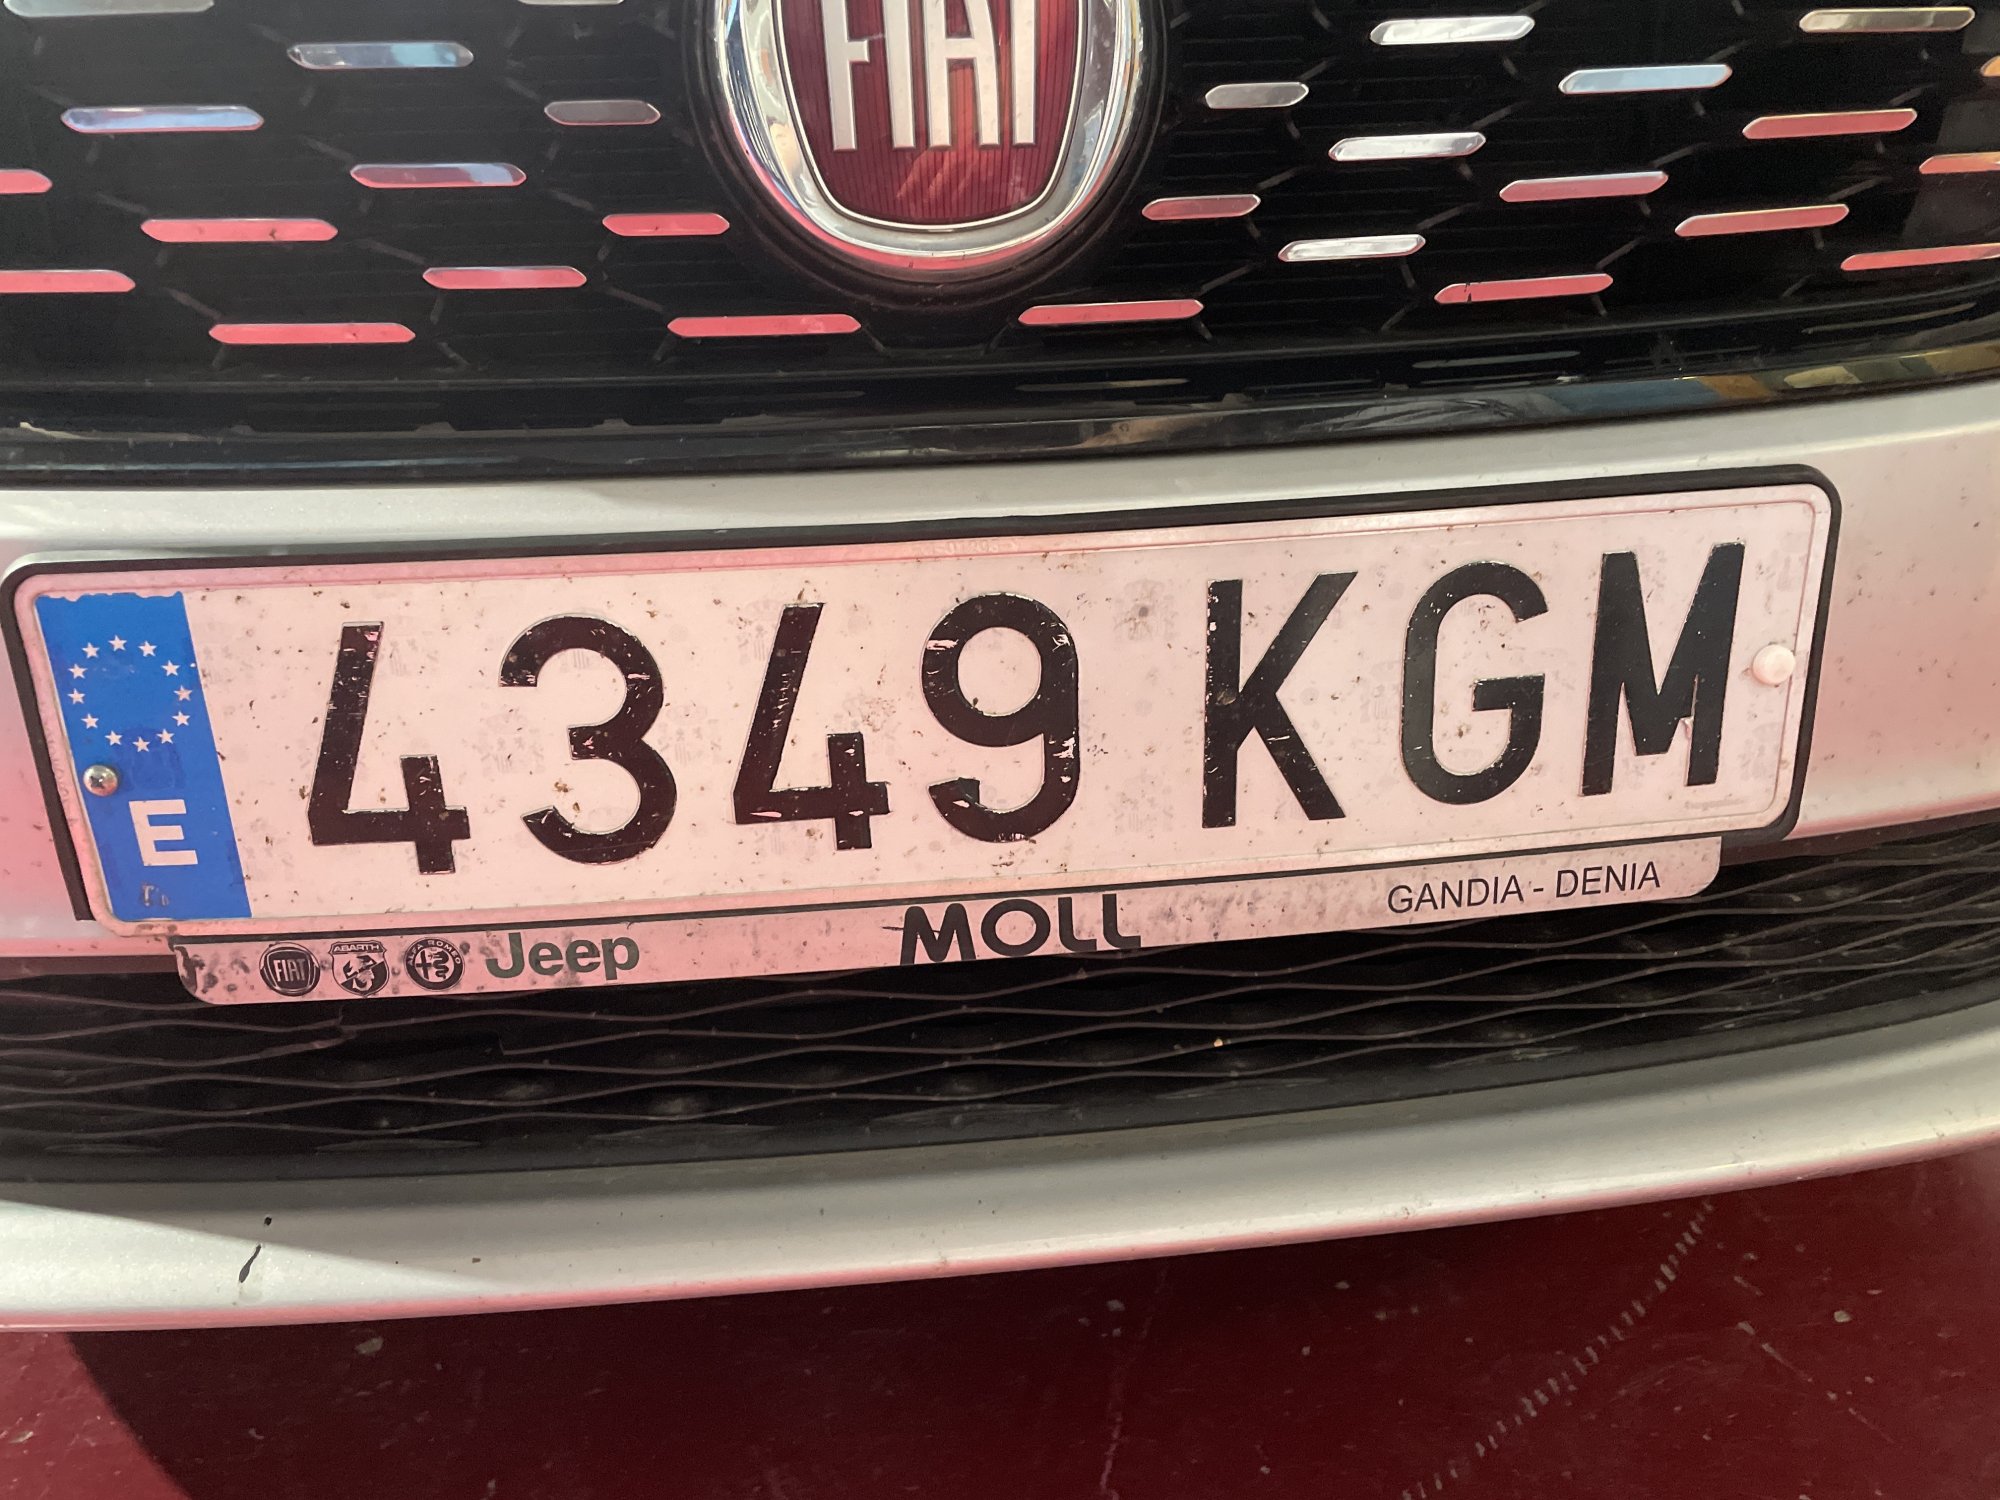 FIAT
4349 KGM
E
FIAT ABARTH ALFA ROMEO Jeep MOLL GANDIA - DENIA